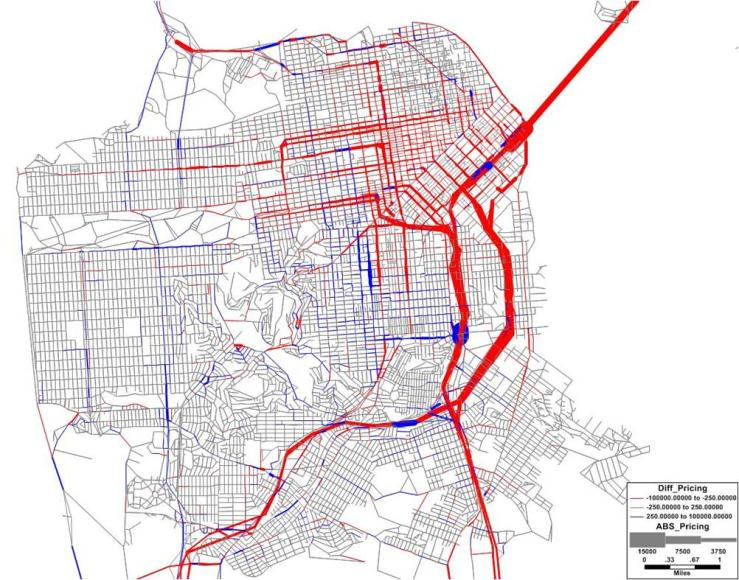 Diff_Pricing
-100000.00000 to -250.00000
-250.00000 to 250.00000
250.00000 to 100000.00000
ABS_Pricing
15000 7500 3750
0 .33 .67 1
Miles